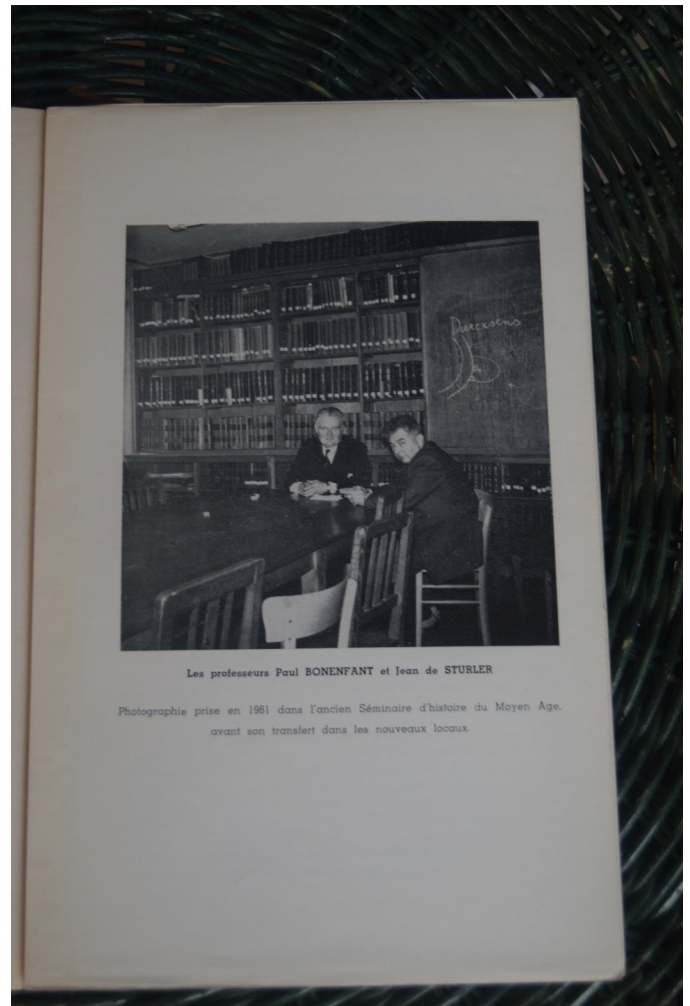 Piercxsens
Les professeurs Paul BONENFANT et Jean de STURLER
Photographie prise en 1961 dans l'ancien Séminaire d'histoire du Moyen Age,
avant son transfert dans les nouveaux locaux.